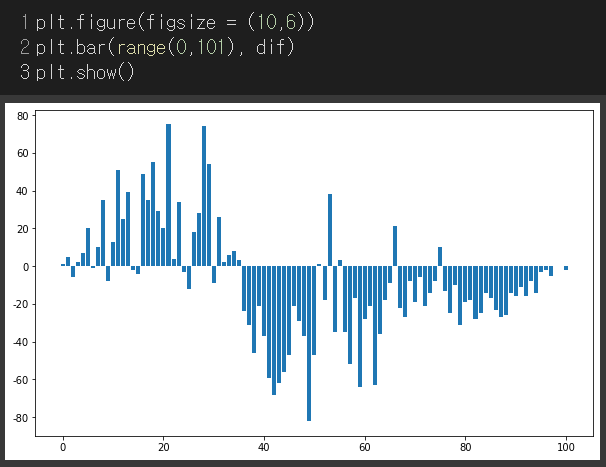 1 plt.figure(figsize = (10,6))
2 plt.bar(range(0,101), dif)
3 plt.show()
80
60
40
20
0
-20
-40
-60
-80
0 20 40 60 80 100